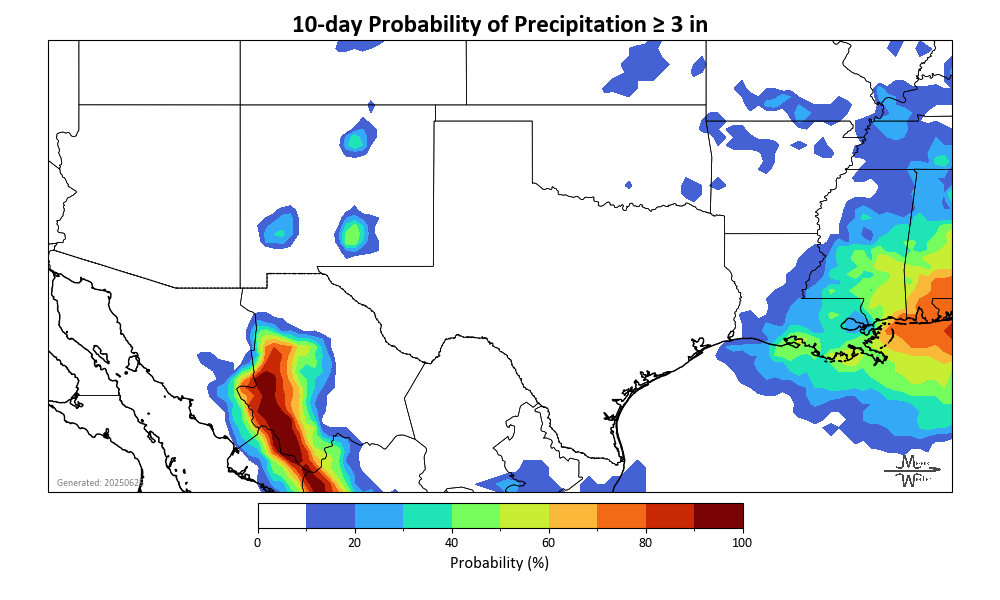 10-day Probability of Precipitation ≥ 3 in
Generated: 2025062
0 20 40 60 80 100
Probability (%)